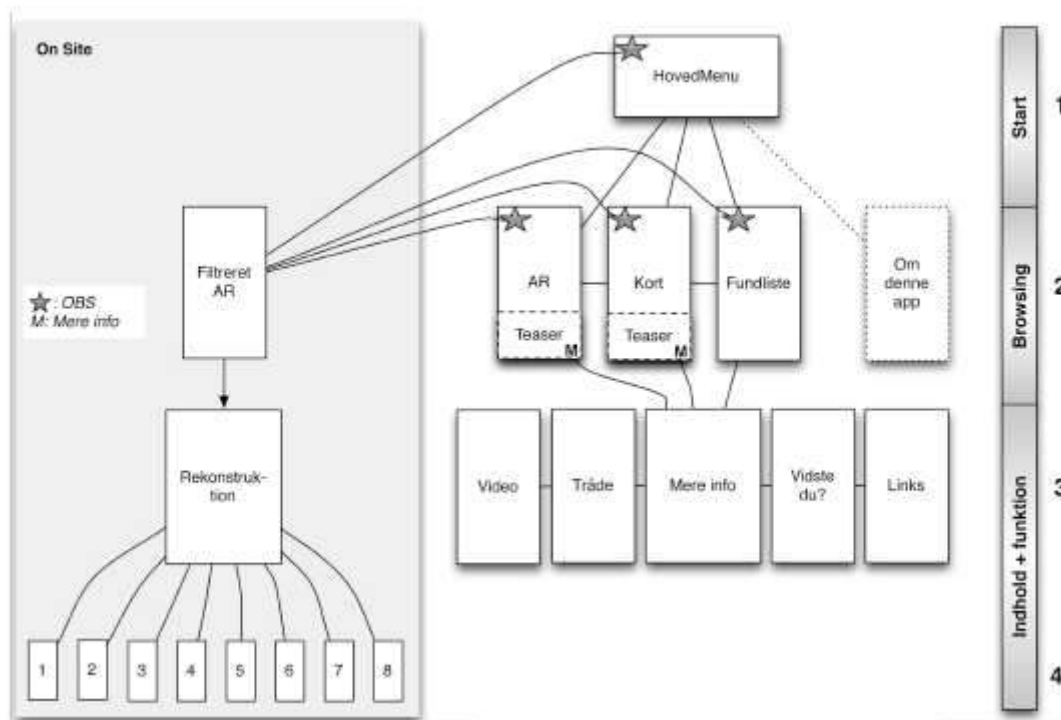 On Site
HovedMenu
Filtreret
AR
: OBS
M: Mere info
AR
Teaser
M
Kort
Teaser
M
Fundliste
Om
denne
app
Rekonstruk-
tion
Video
Tråde
Mere info
Vidste
du?
Links
1
2
3
4
5
6
7
8
Start
1
Browsing
2
Indhold + funktion
3
4